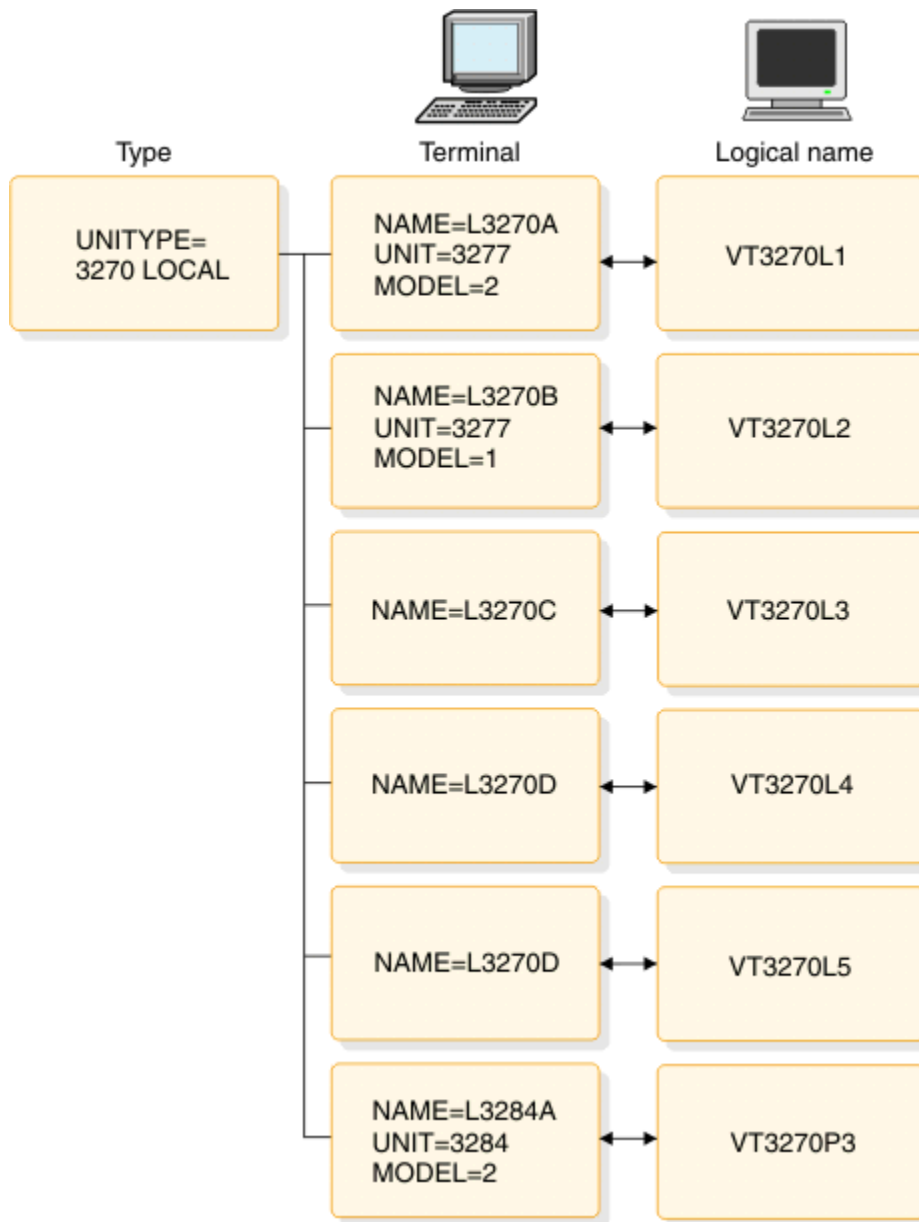 Type
Terminal
Logical name
UNITYPE=
3270 LOCAL
NAME=L3270A
UNIT=3277
MODEL=2
VT3270L1
NAME=L3270B
UNIT=3277
MODEL=1
VT3270L2
NAME=L3270C
VT3270L3
NAME=L3270D
VT3270L4
NAME=L3270D
VT3270L5
NAME=L3284A
UNIT=3284
MODEL=2
VT3270P3